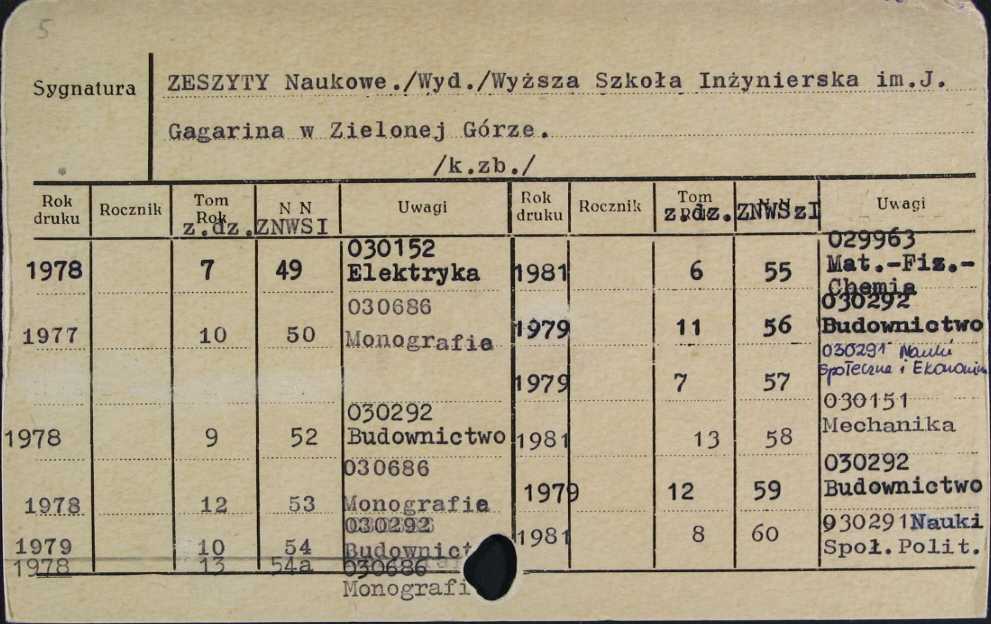 5
Sygnatura ZESZYTY Naukowe./Wyd./Wyższa Szkoła Inżynierska im.J.
Gagarina w Zielonej Górze.
/k.zb./
Rok druku Rocznik Tom Rok z.dz. N N ZNWSI Uwagi Rok druku Rocznik Tom z.dz. ZNWSzI Uwagi
1978 7 49 030152 Elektryka
1977 10 50 030686 Monografie
1978 9 52 030292 Budownictwo
1978 12 53 030686 Monografie
1979 10 54 030292 Budownict
1978 13 54a 030686 Monografi
1981 6 55 029963 Mat.-Fiz.-Chemia
1979 11 56 030292 Budownictwo
1979 7 57 030291 Nauki Społeczne i Ekonomiczn
1981 13 58 030151 Mechanika
1979 12 59 030292 Budownictwo
1981 8 60 030291 Nauki Społ.Polit.